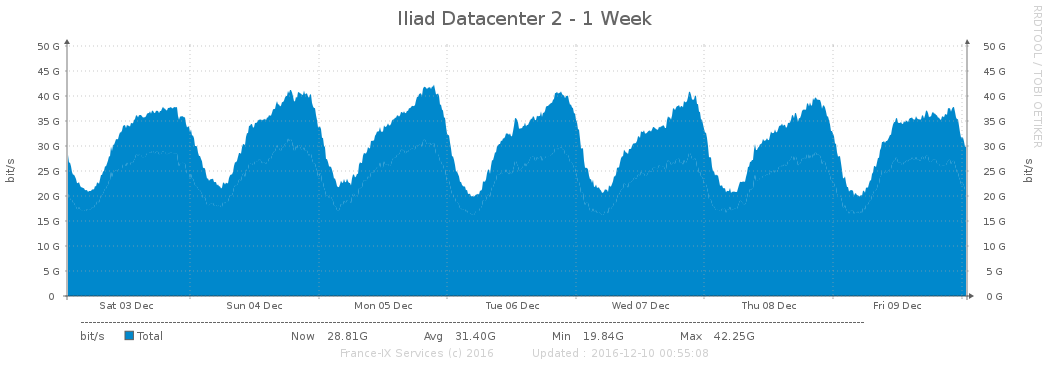 Iliad Datacenter 2 - 1 Week
RRDTOOL / TOBI OETIKER
bit/s
50 G 50 G
45 G 45 G
40 G 40 G
35 G 35 G
30 G 30 G
25 G 25 G
20 G 20 G
15 G 15 G
10 G 10 G
5 G 5 G
0 0 G
bit/s
Sat 03 Dec Sun 04 Dec Mon 05 Dec Tue 06 Dec Wed 07 Dec Thu 08 Dec Fri 09 Dec
bit/s Total Now 28.81G Avg 31.40G Min 19.84G Max 42.25G
France-IX Services (c) 2016 Updated : 2016-12-10 00:55:08